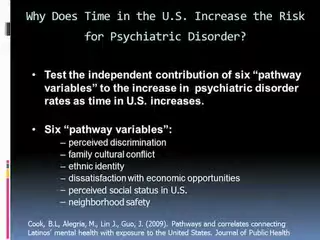 Why Does Time in the U.S. Increase the Risk
for Psychiatric Disorder?
• Test the independent contribution of six “pathway
variables” to the increase in psychiatric disorder
rates as time in U.S. increases.
• Six “pathway variables”:
– perceived discrimination
– family cultural conflict
– ethnic identity
– dissatisfaction with economic opportunities
– perceived social status in U.S.
– neighborhood safety
Cook, B.L, Alegria, M., Lin J., Guo, J. (2009). Pathways and correlates connecting
Latinos' mental health with exposure to the United States. Journal of Public Health